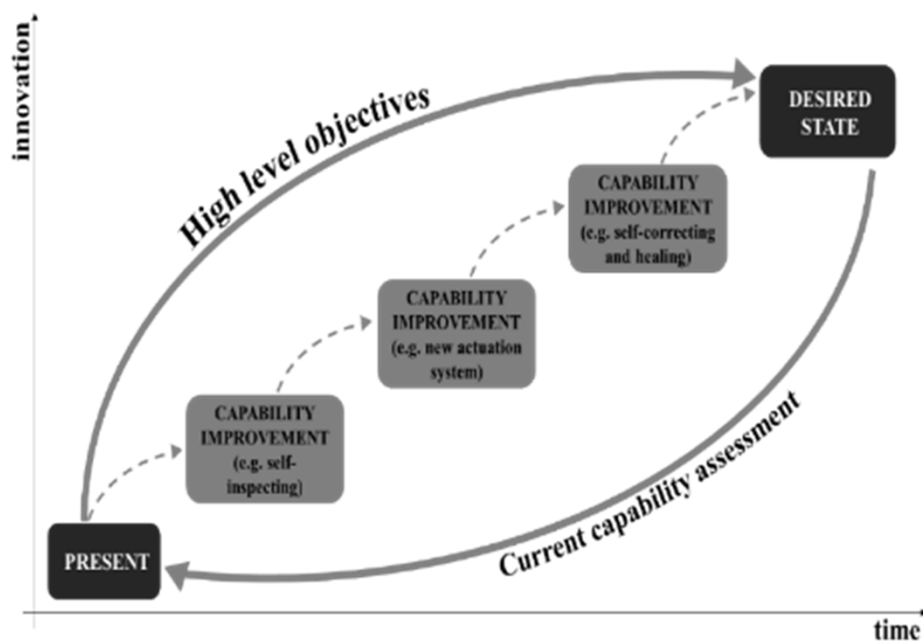 innovation
High level objectives
DESIRED
STATE
CAPABILITY
IMPROVEMENT
(e.g. self-correcting
and healing)
CAPABILITY
IMPROVEMENT
(e.g. new actuation
system)
CAPABILITY
IMPROVEMENT
(e.g. self-
inspecting)
Current capability assessment
PRESENT
time